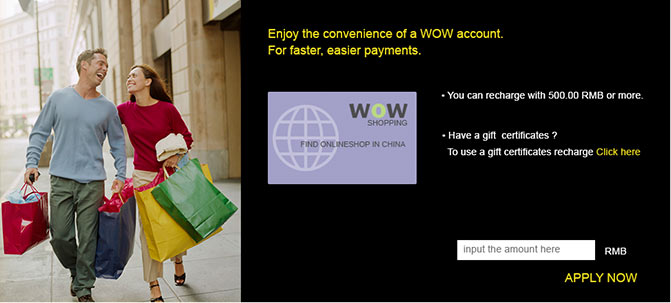 Enjoy the convenience of a WOW account.
For faster, easier payments.
WOW
SHOPPING
FIND ONLINESHOP IN CHINA
• You can recharge with 500.00 RMB or more.
• Have a gift certificates ?
To use a gift certificates recharge Click here
input the amount here RMB
APPLY NOW